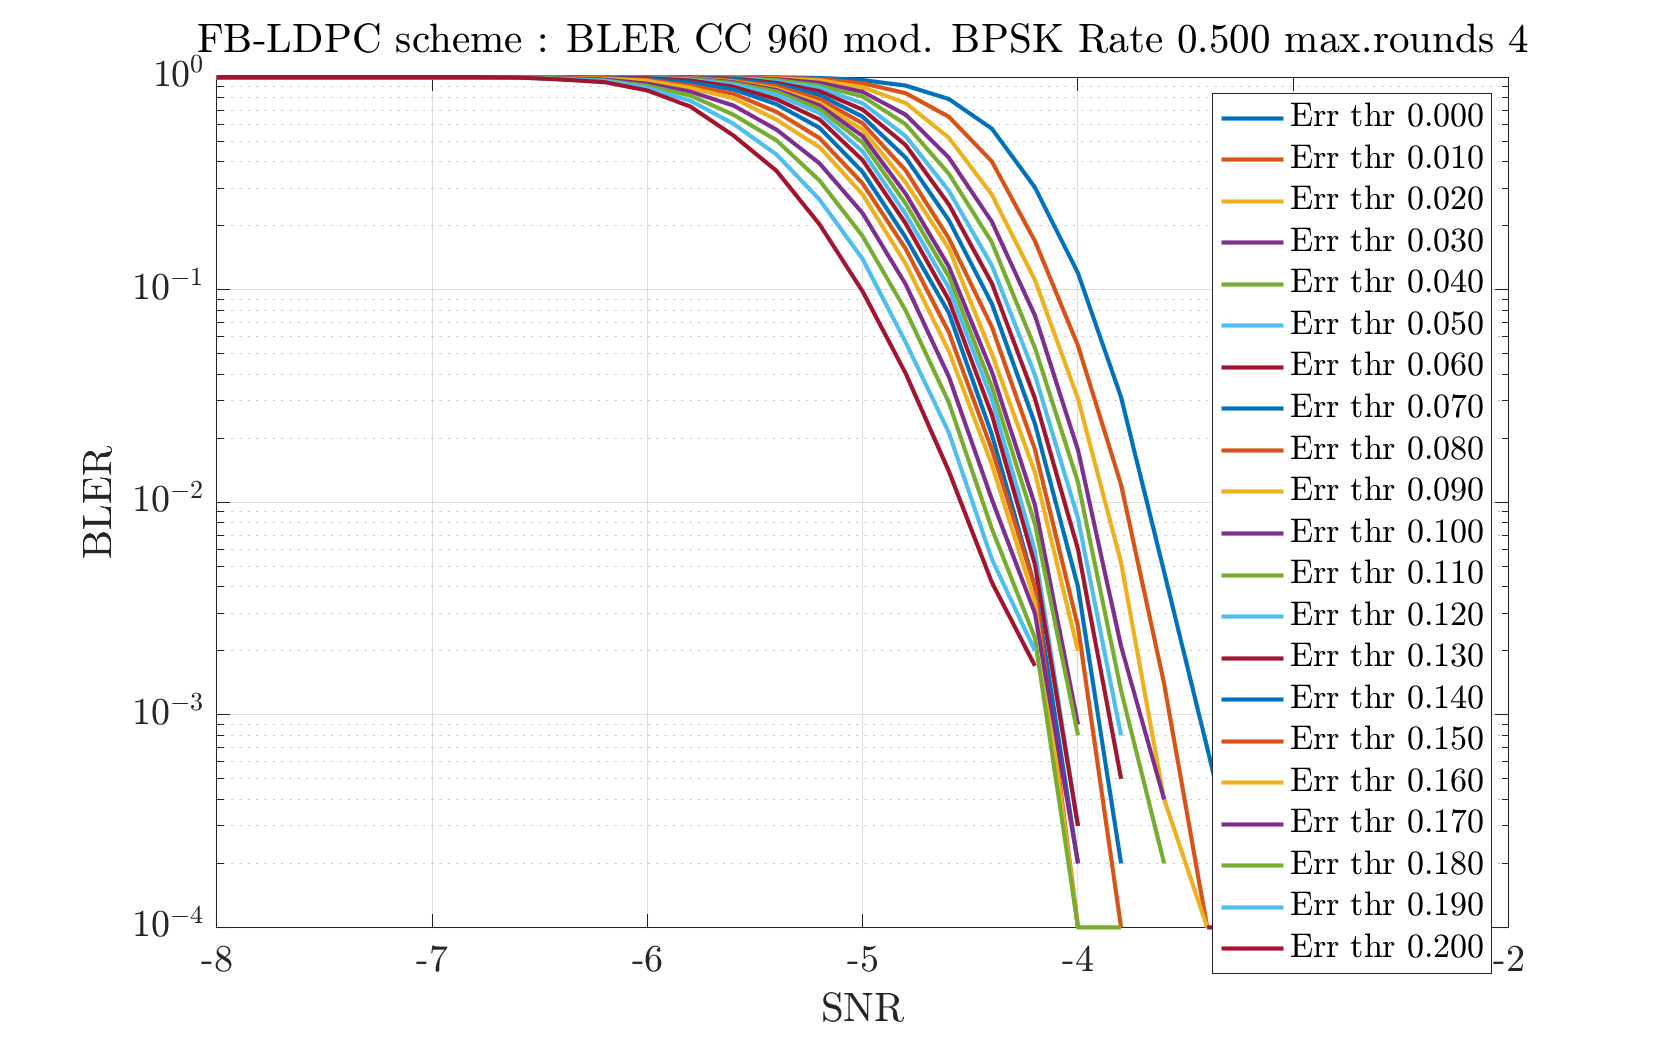 FB-LDPC scheme : BLER CC 960 mod. BPSK Rate 0.500 max.rounds 4
10^0
10^-1
10^-2
10^-3
10^-4
BLER
-8 -7 -6 -5 -4 -2
SNR
Err thr 0.000
Err thr 0.010
Err thr 0.020
Err thr 0.030
Err thr 0.040
Err thr 0.050
Err thr 0.060
Err thr 0.070
Err thr 0.080
Err thr 0.090
Err thr 0.100
Err thr 0.110
Err thr 0.120
Err thr 0.130
Err thr 0.140
Err thr 0.150
Err thr 0.160
Err thr 0.170
Err thr 0.180
Err thr 0.190
Err thr 0.200